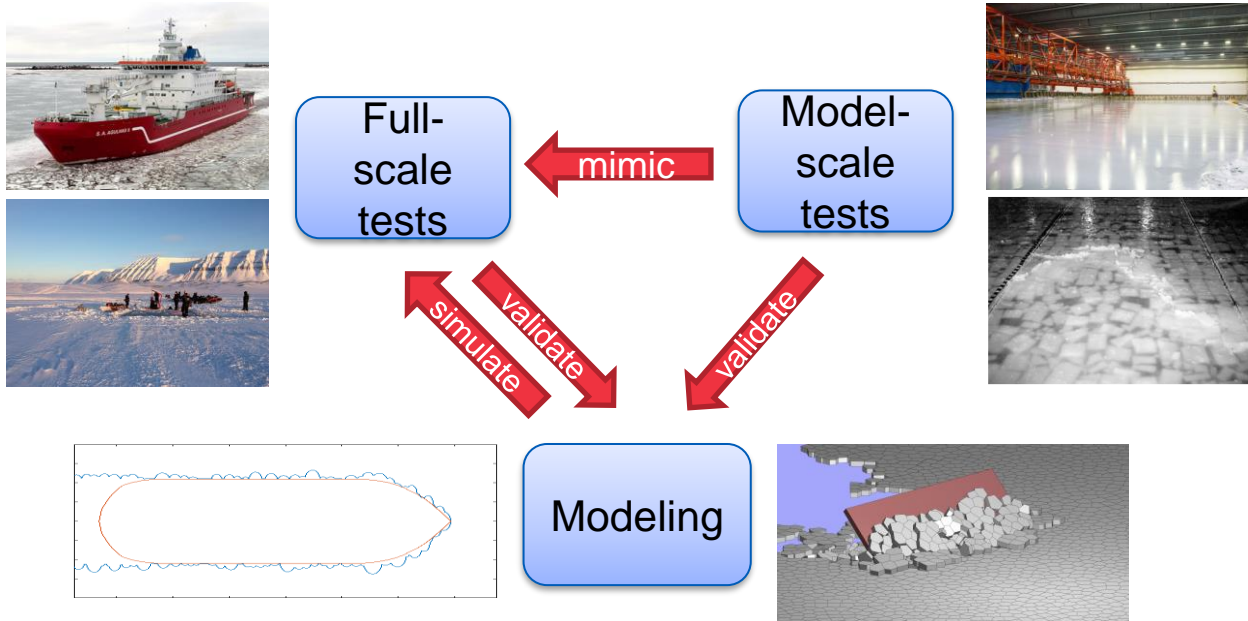 Full-
scale
tests
Model-
scale
tests
mimic
simulate
validate
validate
Modeling